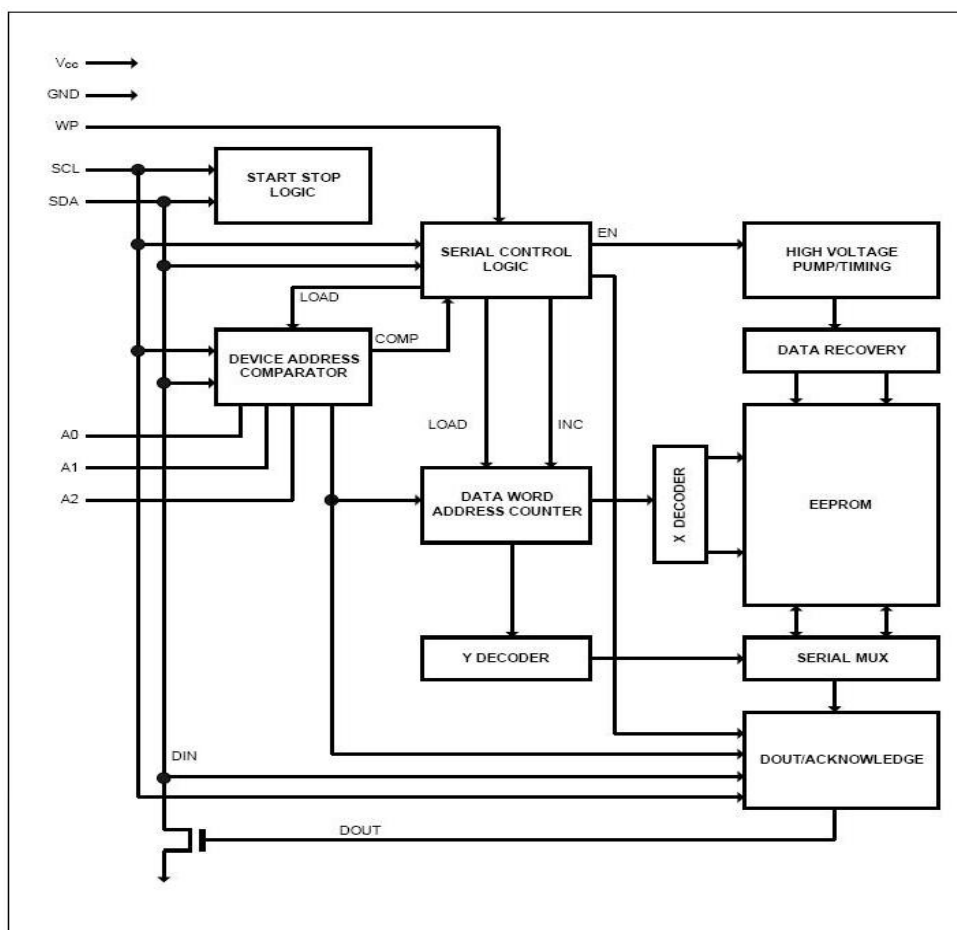 Vcc
GND
WP
SCL
SDA
START STOP
LOGIC
SERIAL CONTROL
LOGIC
EN
HIGH VOLTAGE
PUMP/TIMING
LOAD
COMP
DEVICE ADDRESS
COMPARATOR
DATA RECOVERY
A0
A1
A2
LOAD
INC
DATA WORD
ADDRESS COUNTER
X DECODER
EEPROM
Y DECODER
SERIAL MUX
DIN
DOUT/ACKNOWLEDGE
DOUT